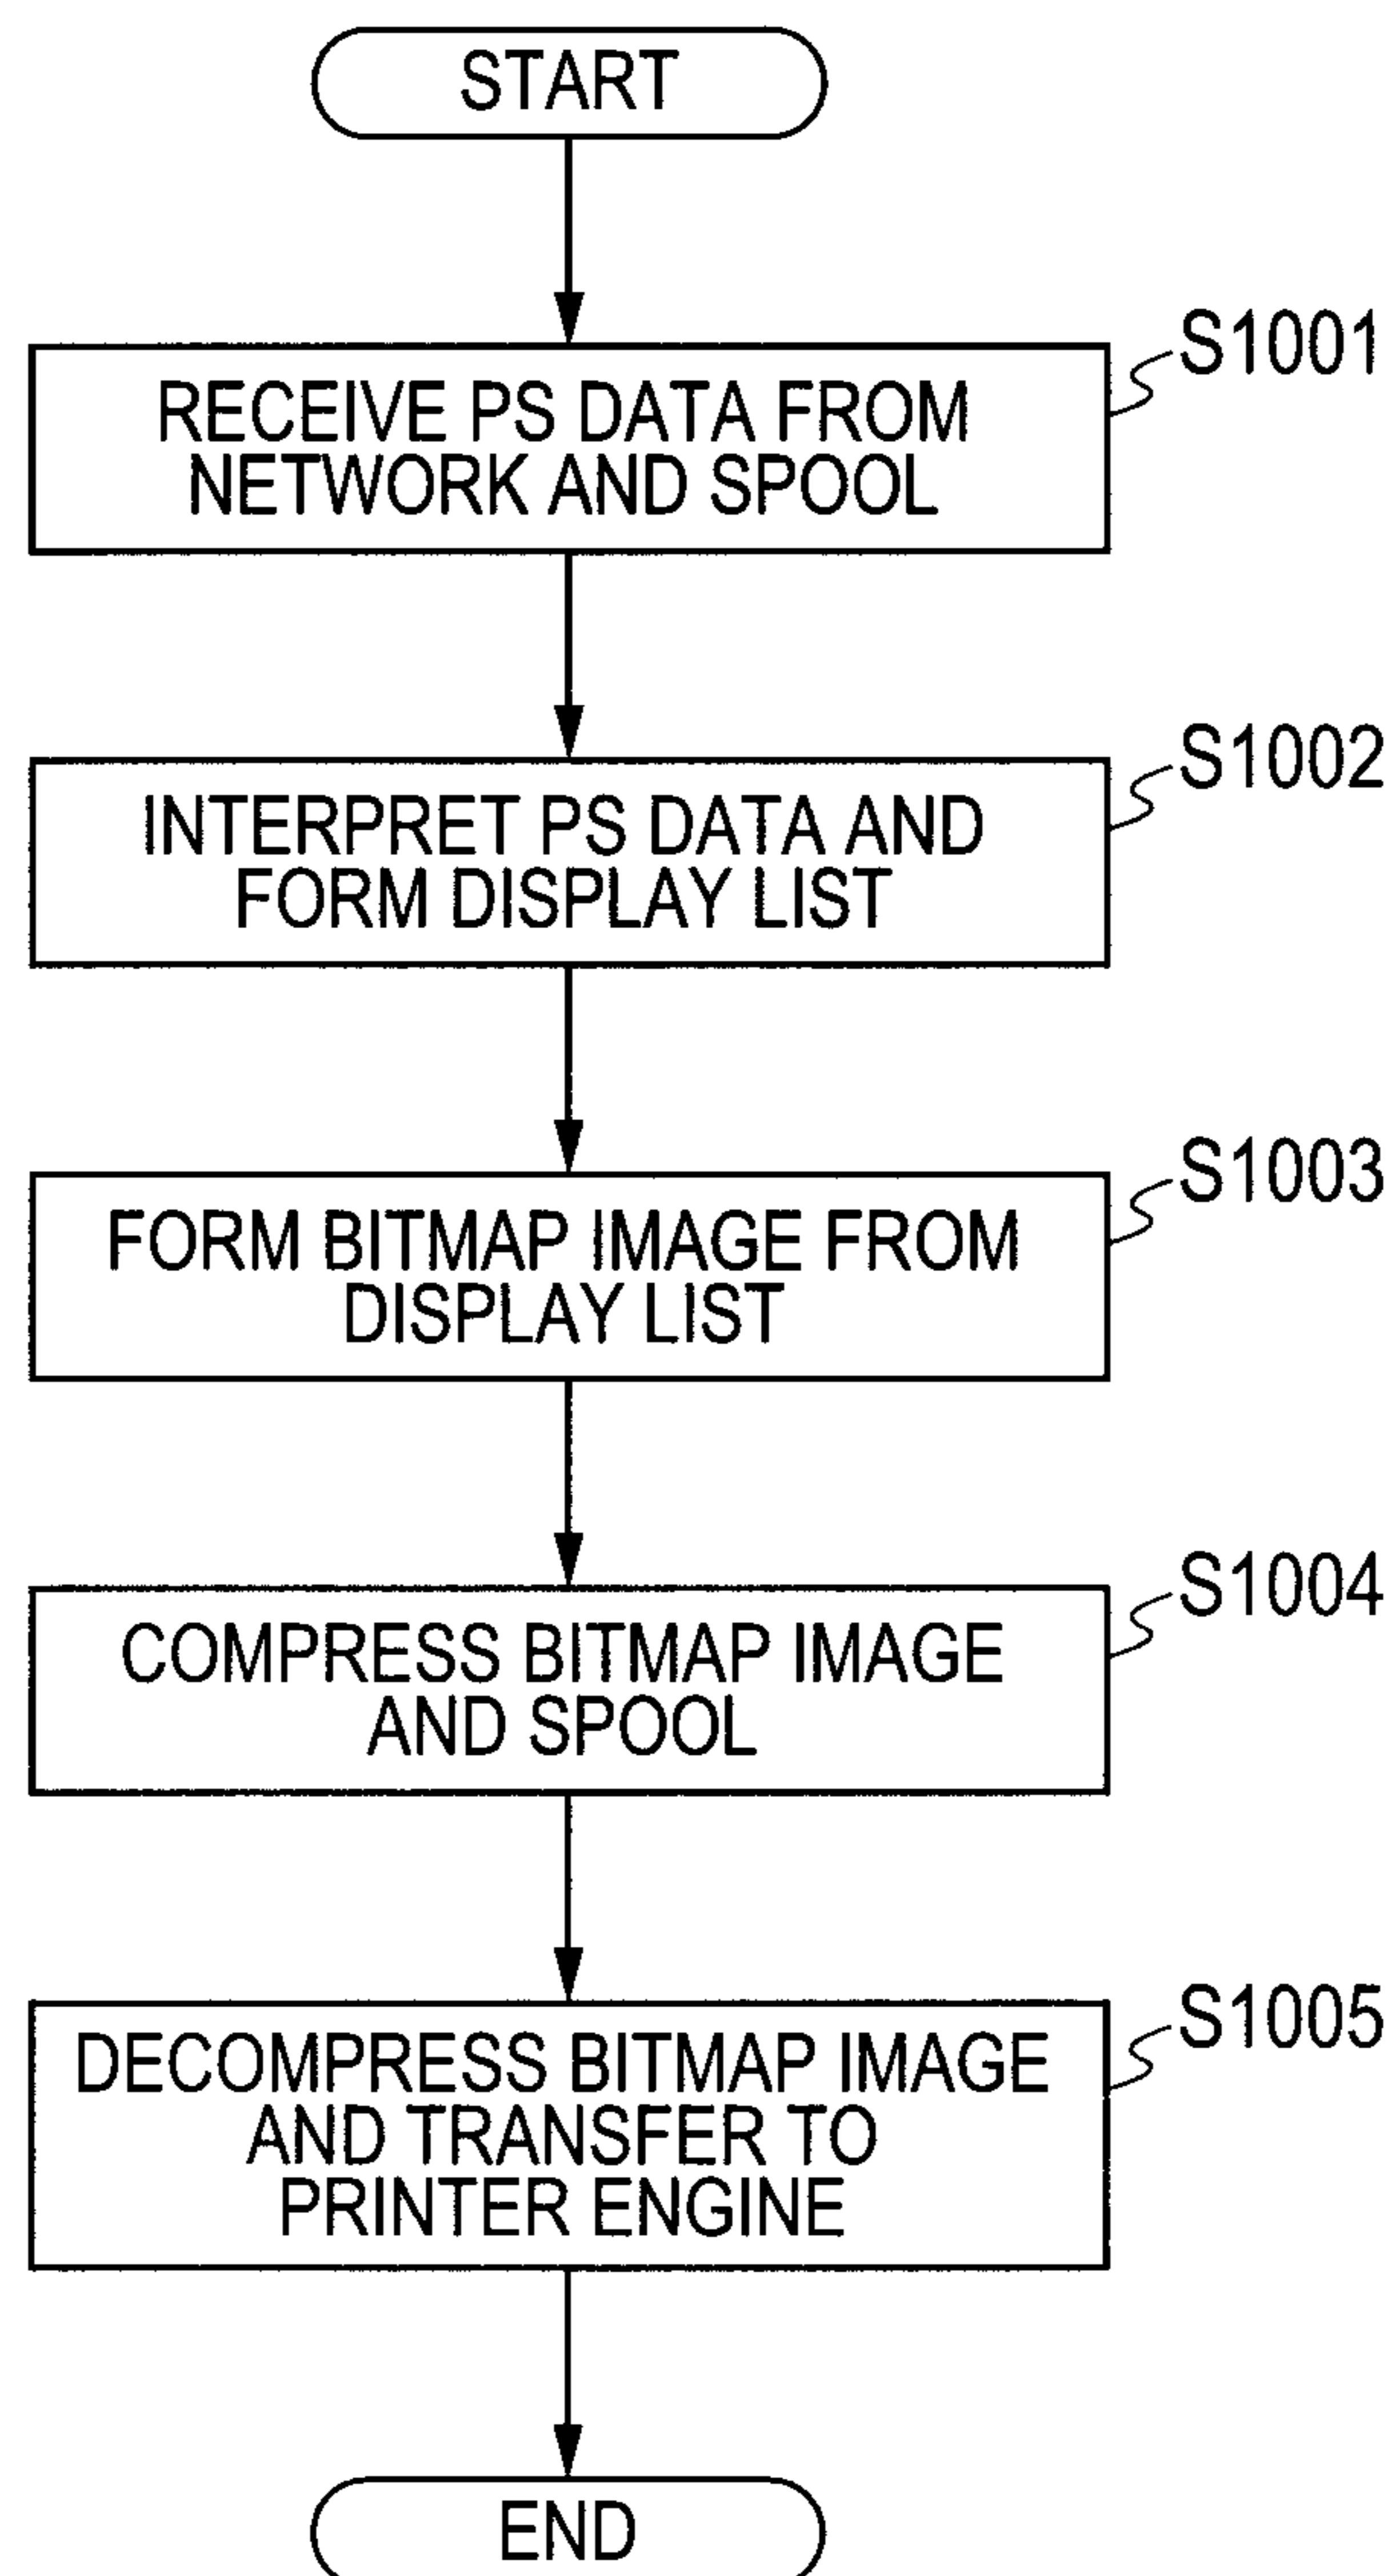 START
S1001
RECEIVE PS DATA FROM
NETWORK AND SPOOL
S1002
INTERPRET PS DATA AND
FORM DISPLAY LIST
S1003
FORM BITMAP IMAGE FROM
DISPLAY LIST
S1004
COMPRESS BITMAP IMAGE
AND SPOOL
S1005
DECOMPRESS BITMAP IMAGE
AND TRANSFER TO
PRINTER ENGINE
END